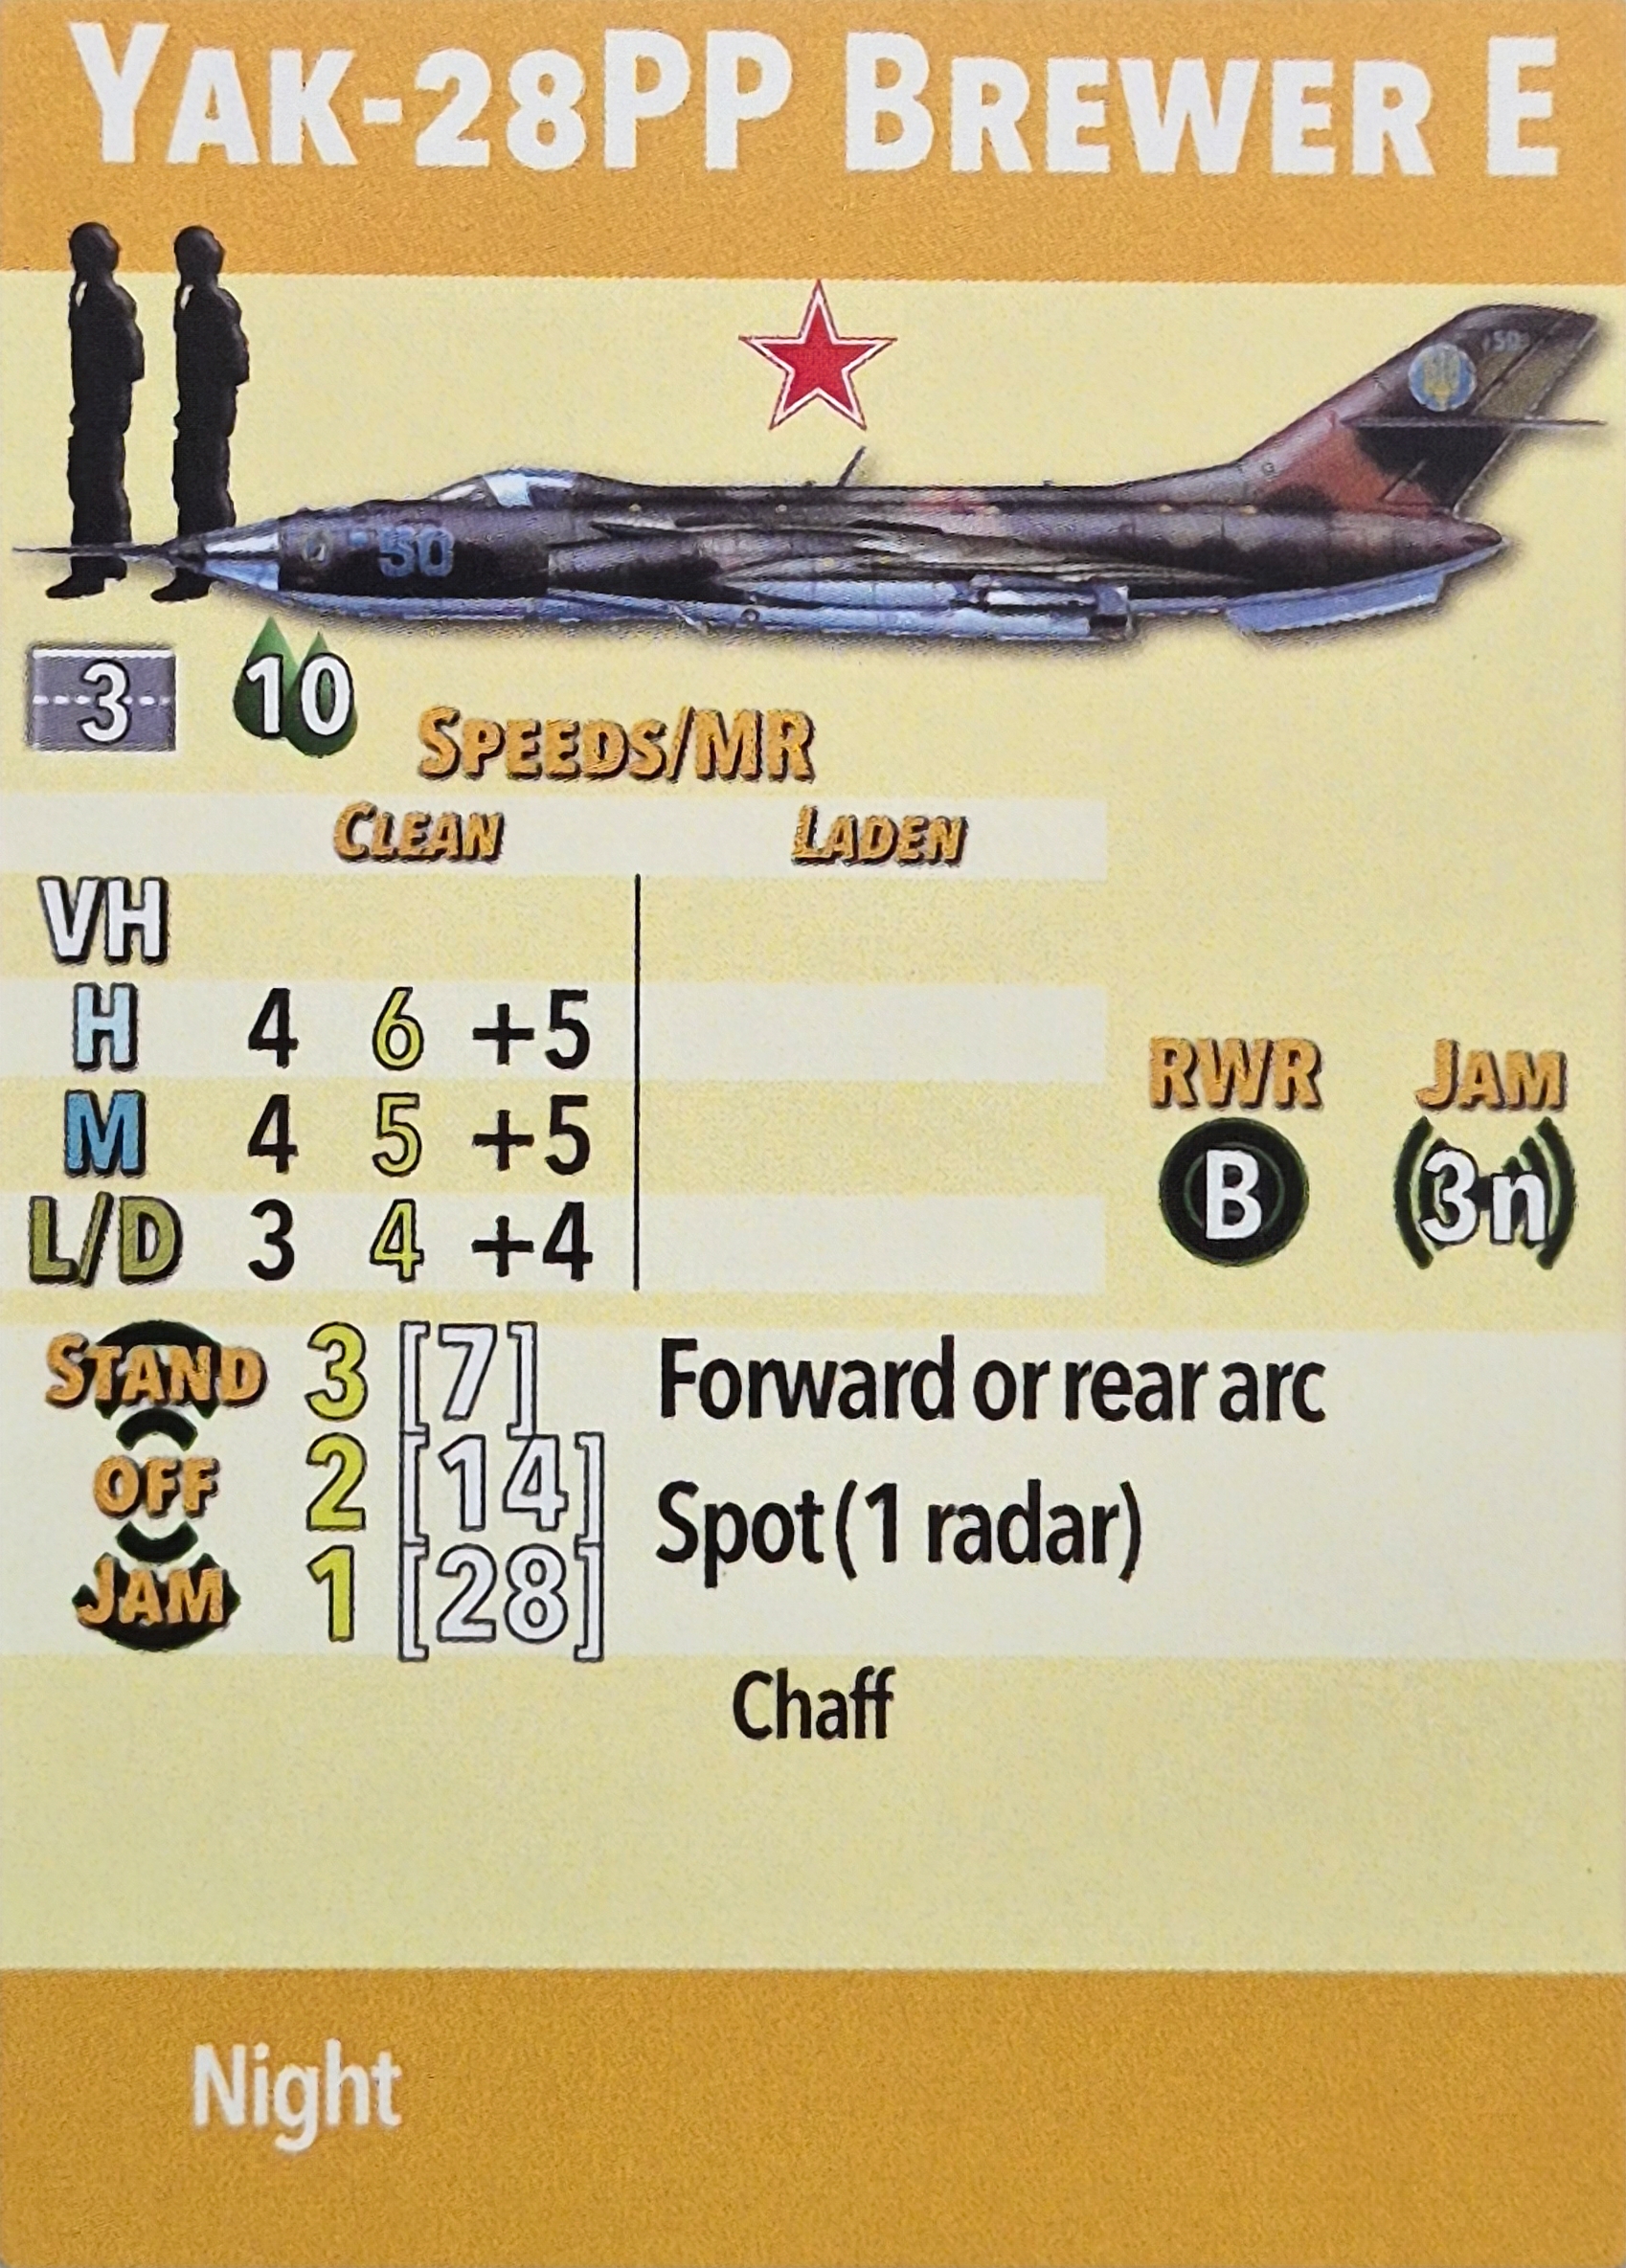 YAK-28PP BREWER E
50
50
3 10
SPEEDS/MR
CLEAN LADEN
VH
H 4 6 +5
M 4 5 +5
L/D 3 4 +4
RWR JAM
B 3n
STAND OFF JAM
3 [7] Forward or rear arc
2 [14] Spot (1 radar)
1 [28]
Chaff
Night